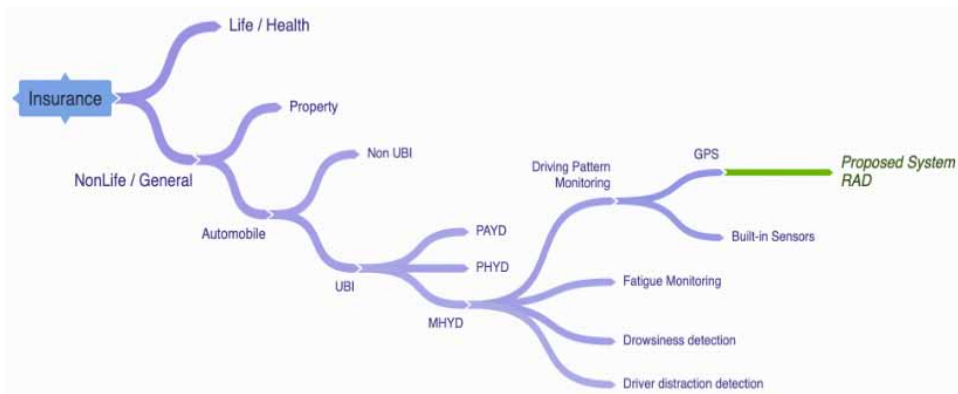 Life / Health
Insurance
Property
NonLife / General
Non UBI
Automobile
UBI
PAYD
PHYD
MHYD
Driving Pattern
Monitoring
GPS
Proposed System
RAD
Built-in Sensors
Fatigue Monitoring
Drowsiness detection
Driver distraction detection